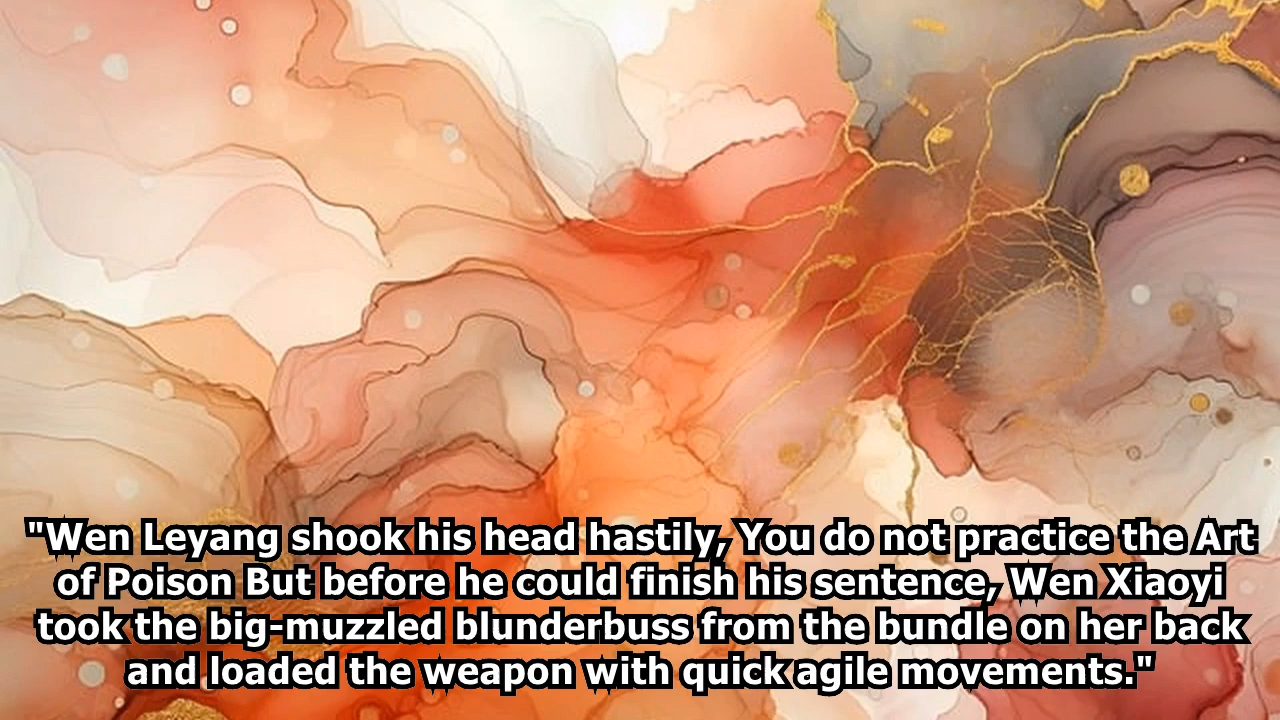 "Wen Leyang shook his head hastily, You do not practice the Art
of Poison But before he could finish his sentence, Wen Xiaoyi
took the big-muzzled blunderbuss from the bundle on her back
and loaded the weapon with quick agile movements."